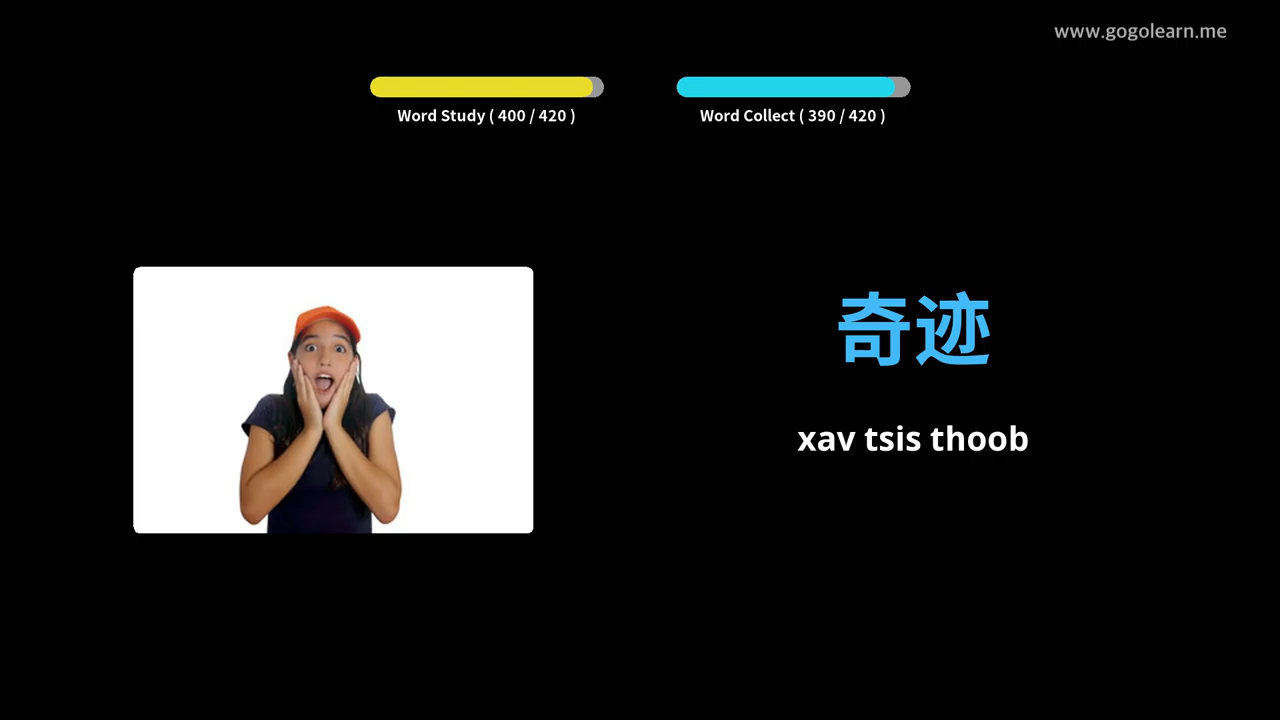 www.gogolearn.me
Word Study ( 400 / 420 )
Word Collect ( 390 / 420 )
奇迹
xav tsis thoob